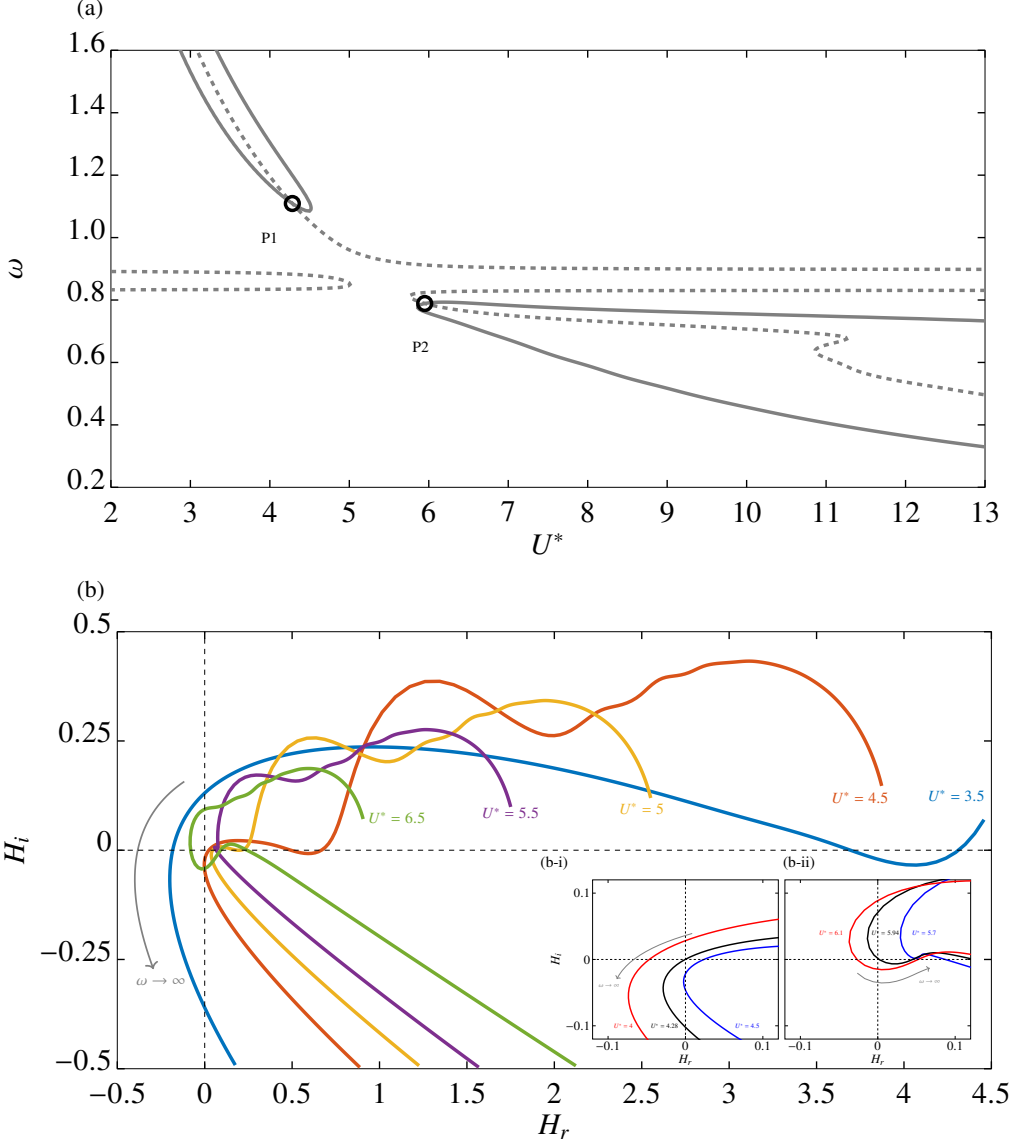 (a)
1.6
1.4
1.2
1.0
0.8
0.6
0.4
0.2
ω
P1
P2
2 3 4 5 6 7 8 9 10 11 12 13
U*
(b)
0.5
0.25
0
−0.25
−0.5
H_i
U* = 6.5
U* = 5.5
U* = 5
U* = 4.5
U* = 3.5
ω → ∞
(b-i)
0.1
0
−0.1
H_i
ω → ∞
U* = 4
U* = 4.28
U* = 4.5
−0.1 0 0.1
H_r
(b-ii)
U* = 6.1
U* = 5.94
U* = 5.7
ω → ∞
−0.1 0 0.1
H_r
−0.5 0 0.5 1 1.5 2 2.5 3 3.5 4 4.5
H_r